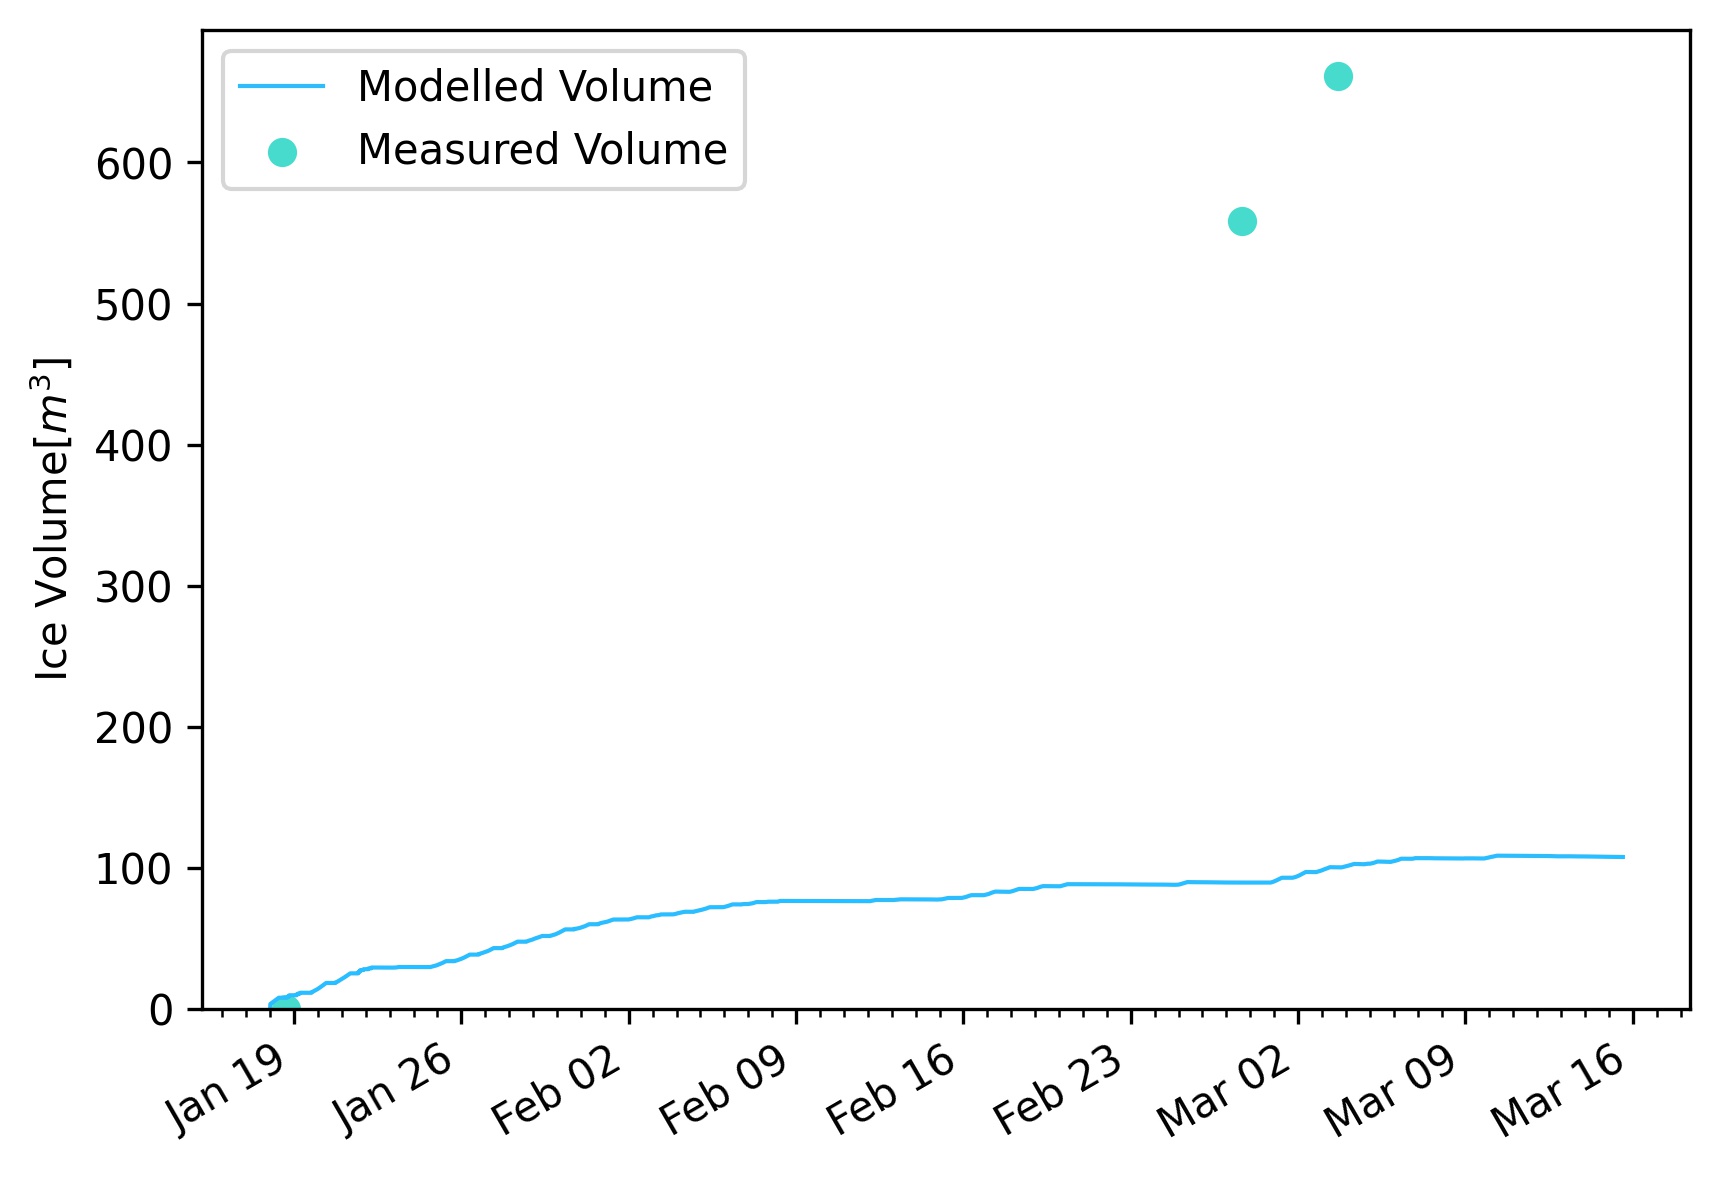 Modelled Volume
Measured Volume
Ice Volume[$m^3$]
600
500
400
300
200
100
0
Jan 19
Jan 26
Feb 02
Feb 09
Feb 16
Feb 23
Mar 02
Mar 09
Mar 16